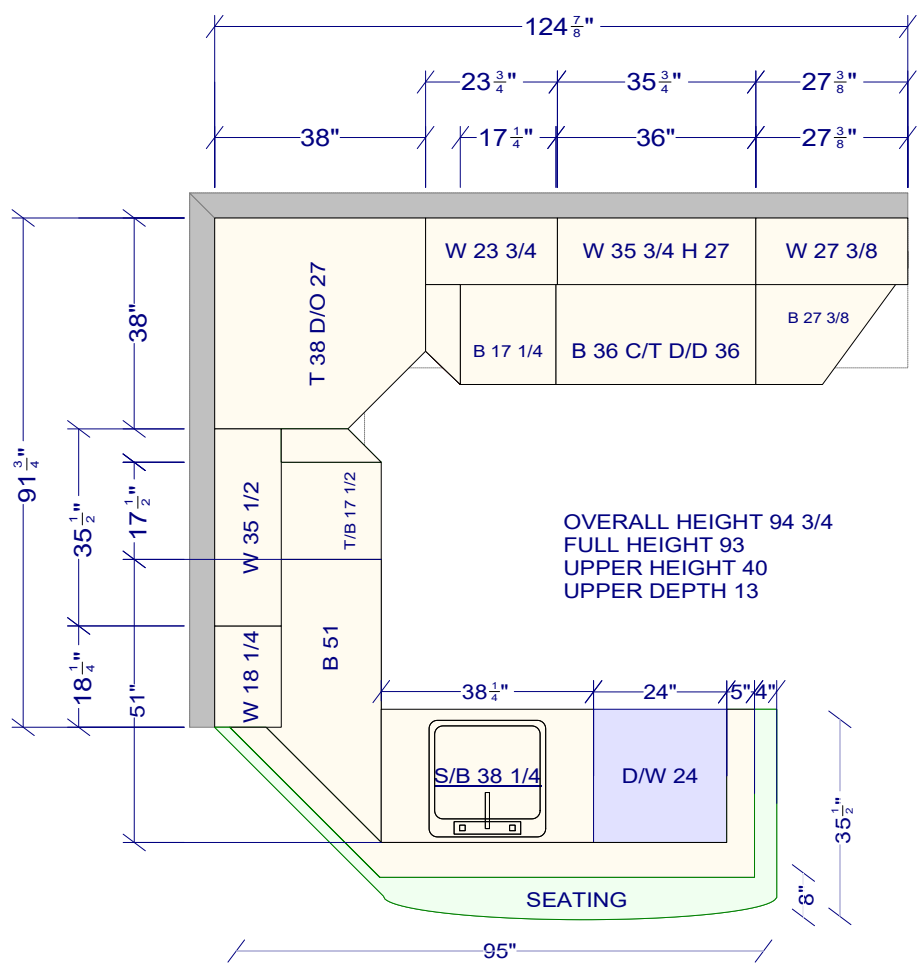 124 7/8"
23 3/4" 35 3/4" 27 3/8"
38" 17 1/4" 36" 27 3/8"
W 23 3/4 W 35 3/4 H 27 W 27 3/8
T 38 D/O 27
B 17 1/4 B 36 C/T D/D 36 B 27 3/8
38"
91 3/4"
35 1/2"
17 1/2"
W 35 1/2
T/B 17 1/2
OVERALL HEIGHT 94 3/4
FULL HEIGHT 93
UPPER HEIGHT 40
UPPER DEPTH 13
18 1/4"
51"
W 18 1/4
B 51
38 1/4" 24" 5" 4"
S/B 38 1/4 D/W 24
35 1/2"
8"
SEATING
95"